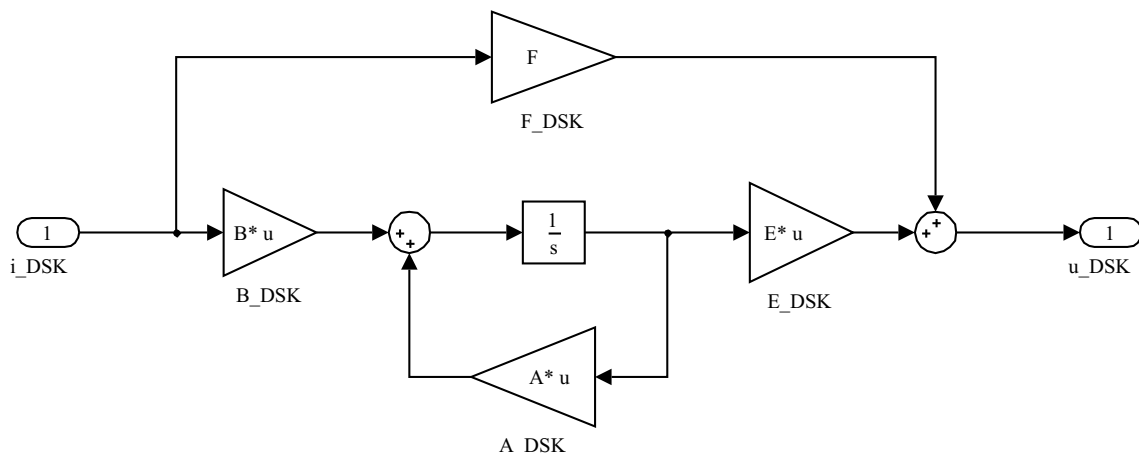 F
F_DSK
1
i_DSK
B* u
B_DSK
+
+
1
s
E* u
E_DSK
+
+
1
u_DSK
A* u
A_DSK